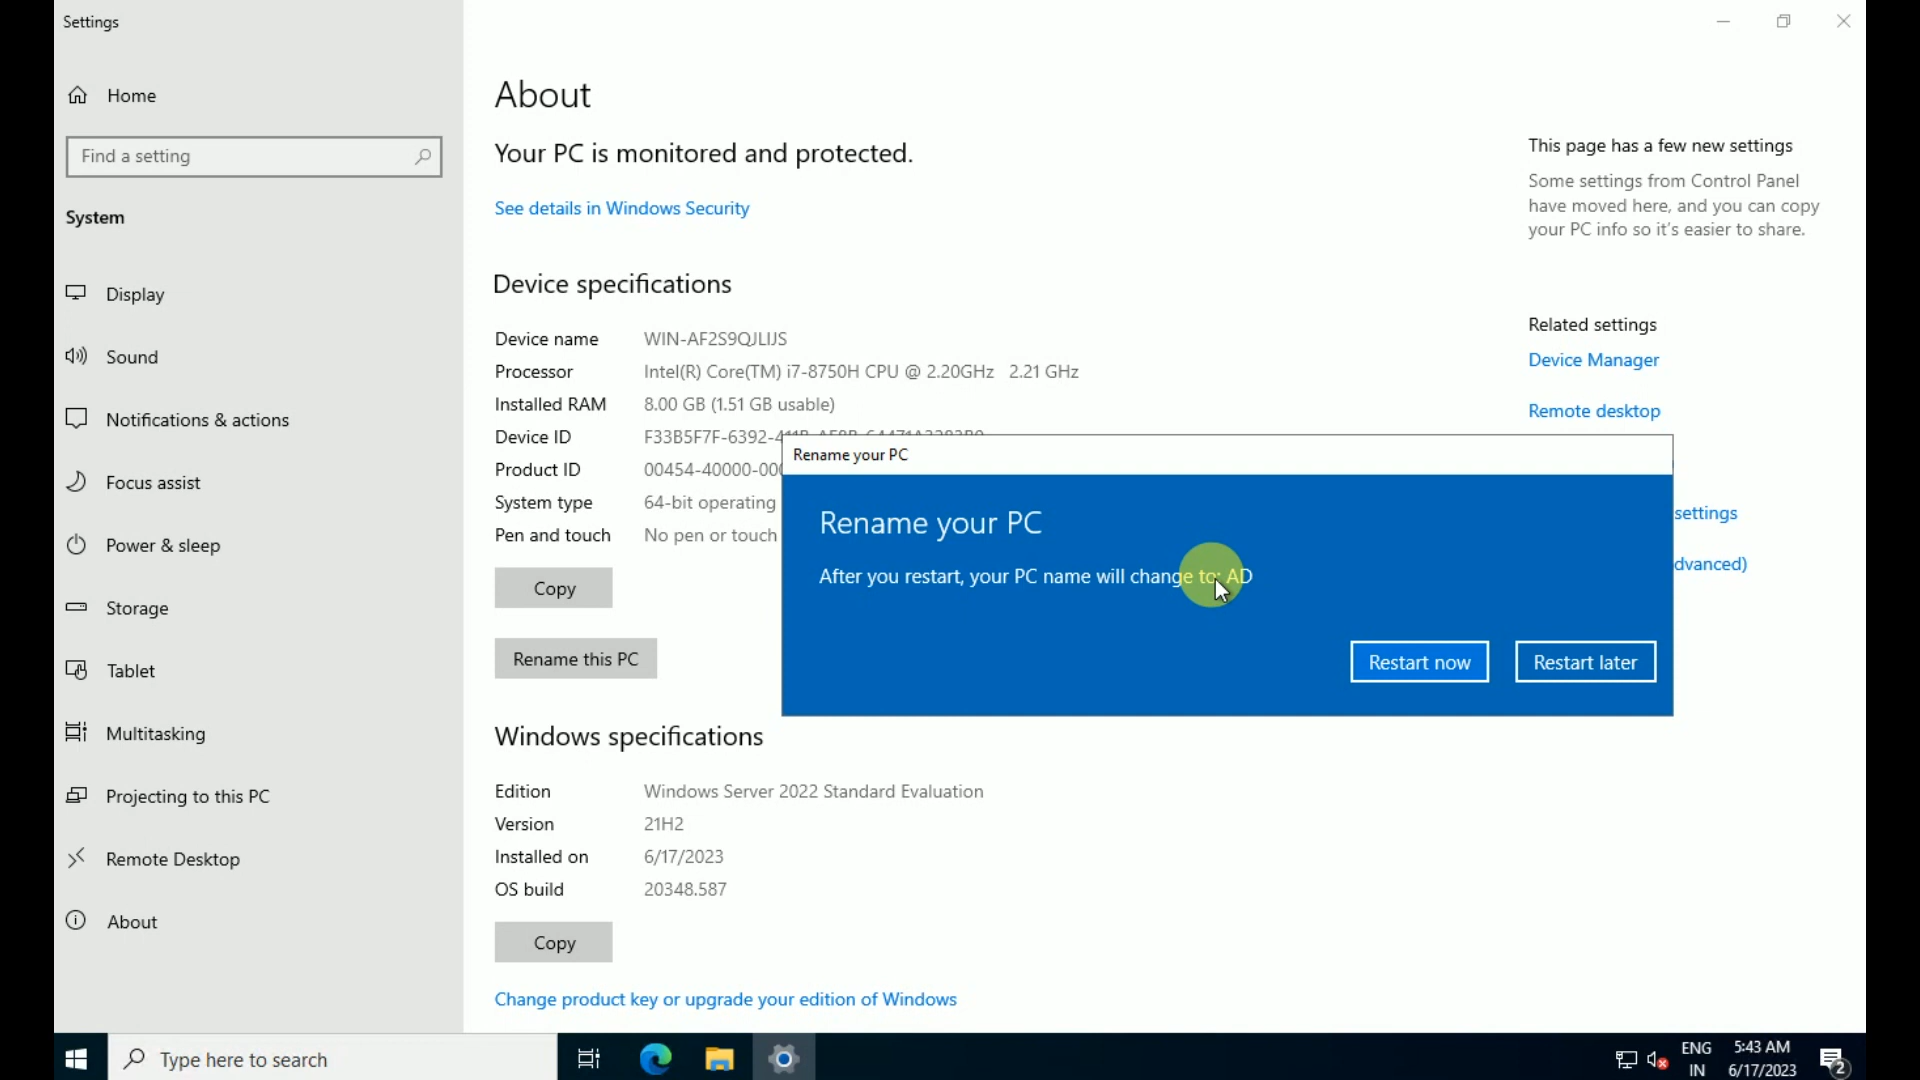 Settings
Home
Find a setting
System
Display
Sound
Notifications & actions
Focus assist
Power & sleep
Storage
Tablet
Multitasking
Projecting to this PC
Remote Desktop
About
About
Your PC is monitored and protected.
See details in Windows Security
Device specifications
Device name WIN-AF2S9QJLIJS
Processor Intel(R) Core(TM) i7-8750H CPU @ 2.20GHz 2.21 GHz
Installed RAM 8.00 GB (1.51 GB usable)
Device ID F33B5F7F-6392-
Product ID 00454-40000-
System type 64-bit operating
Pen and touch No pen or touch
Copy
Rename this PC
Windows specifications
Edition Windows Server 2022 Standard Evaluation
Version 21H2
Installed on 6/17/2023
OS build 20348.587
Copy
Change product key or upgrade your edition of Windows
This page has a few new settings
Some settings from Control Panel
have moved here, and you can copy
your PC info so it's easier to share.
Related settings
Device Manager
Remote desktop
settings
dvanced)
Rename your PC
Rename your PC
After you restart, your PC name will change to: AD
Restart now
Restart later
Type here to search
ENG
IN
5:43 AM
6/17/2023
2